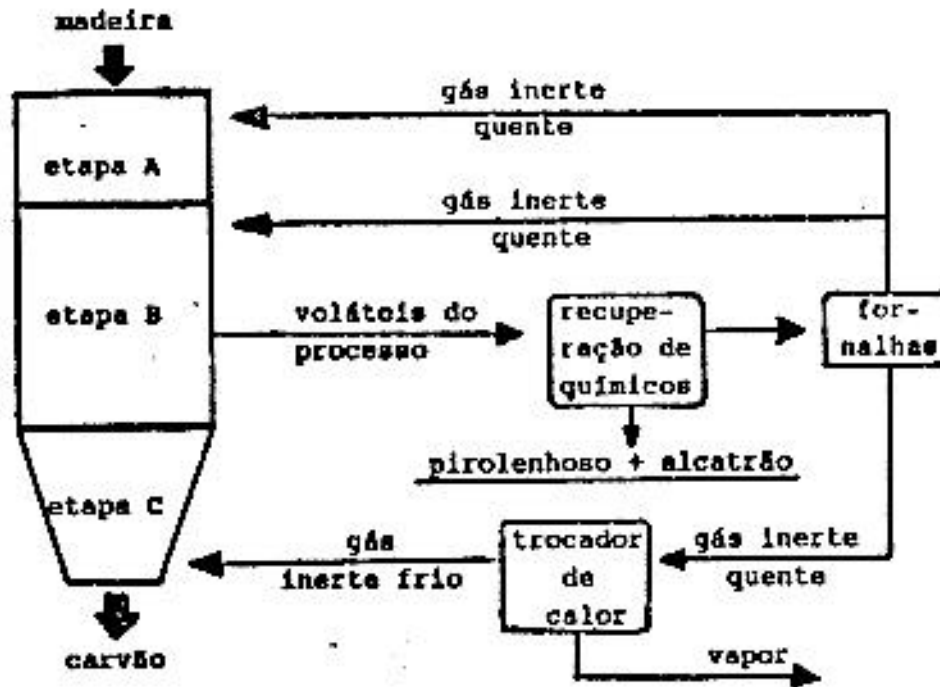 madeira
gás inerte
quente
etapa A
gás inerte
quente
etapa B
voláteis do
processo
recupe-
ração de
químicos
for-
nalhas
pirolenhoso + alcatrão
etapa C
gás
inerte frio
trocador
de
calor
gás inerte
quente
carvão
vapor